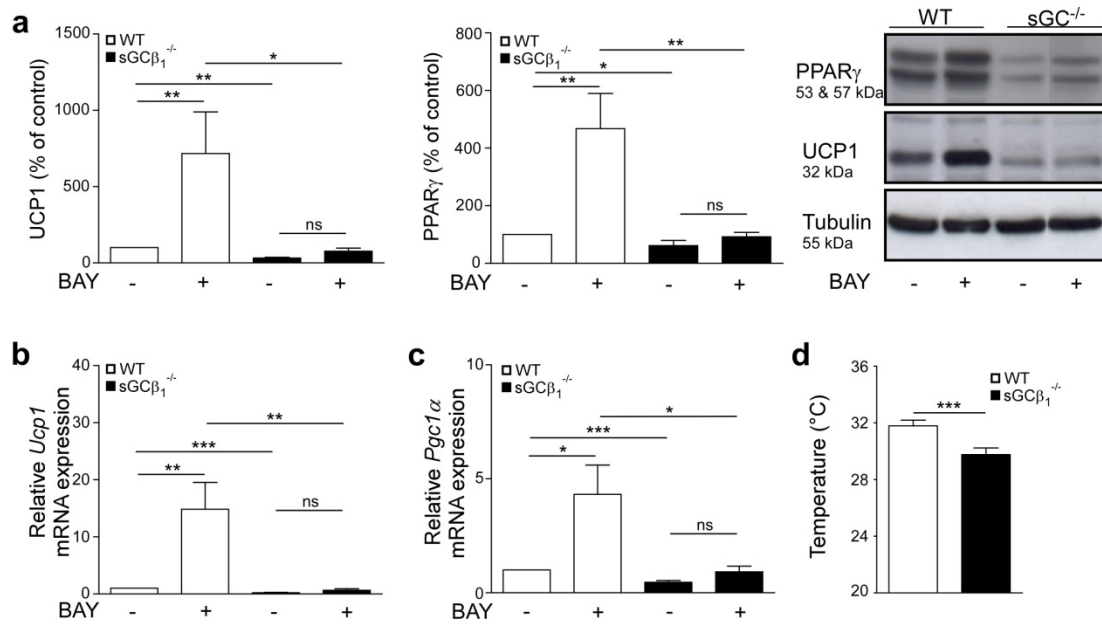 a
WT
sGCβ₁⁻/⁻
UCP1 (% of control)
1500
1000
500
0
*
**
**
ns
BAY - + - +
WT
sGCβ₁⁻/⁻
PPARγ (% of control)
800
600
400
200
0
**
*
**
ns
BAY - + - +
WT sGC⁻/⁻
PPARγ
53 & 57 kDa
UCP1
32 kDa
Tubulin
55 kDa
BAY - + - +
b
WT
sGCβ₁⁻/⁻
Relative Ucp1
mRNA expression
40
30
20
10
0
**
***
**
ns
BAY - + - +
c
WT
sGCβ₁⁻/⁻
Relative Pgc1α
mRNA expression
10
5
0
*
***
*
ns
BAY - + - +
d
WT
sGCβ₁⁻/⁻
Temperature (°C)
36
32
28
24
20
***